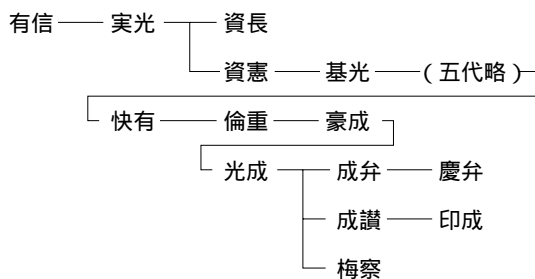 有信 実光 資長
資憲 基光 (五代略)
快有 倫重 豪成
光成 成弁 慶弁
成讃 印成
梅察